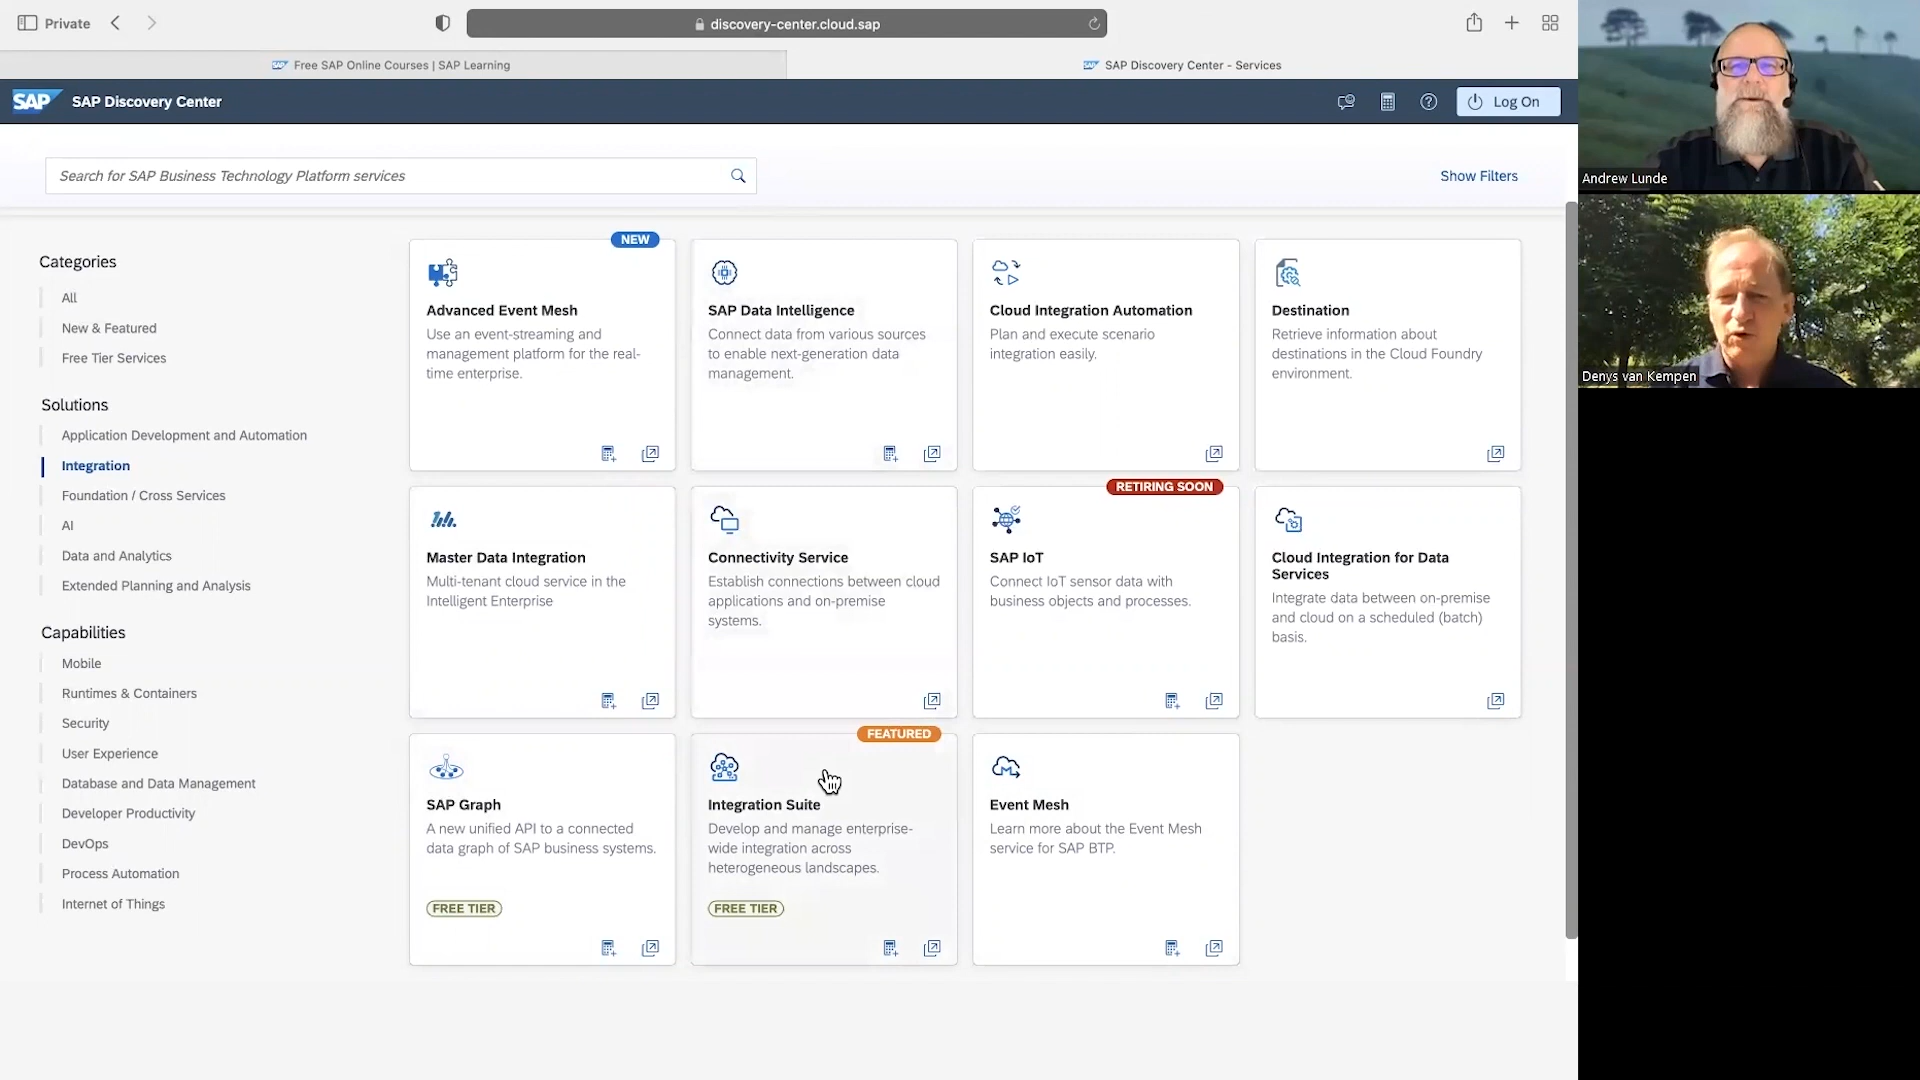 Private
discovery-center.cloud.sap
Free SAP Online Courses | SAP Learning
SAP Discovery Center - Services
SAP
SAP Discovery Center
Log On
Search for SAP Business Technology Platform services
Show Filters
Categories
All
New & Featured
Free Tier Services
Solutions
Application Development and Automation
Integration
Foundation / Cross Services
AI
Data and Analytics
Extended Planning and Analysis
Capabilities
Mobile
Runtimes & Containers
Security
User Experience
Database and Data Management
Developer Productivity
DevOps
Process Automation
Internet of Things
NEW
Advanced Event Mesh
Use an event-streaming and
management platform for the real-
time enterprise.
SAP Data Intelligence
Connect data from various sources
to enable next-generation data
management.
Cloud Integration Automation
Plan and execute scenario
integration easily.
Destination
Retrieve information about
destinations in the Cloud Foundry
environment.
Master Data Integration
Multi-tenant cloud service in the
Intelligent Enterprise
Connectivity Service
Establish connections between cloud
applications and on-premise
systems.
RETIRING SOON
SAP IoT
Connect IoT sensor data with
business objects and processes.
Cloud Integration for Data
Services
Integrate data between on-premise
and cloud on a scheduled (batch)
basis.
SAP Graph
A new unified API to a connected
data graph of SAP business systems.
FREE TIER
FEATURED
Integration Suite
Develop and manage enterprise-
wide integration across
heterogeneous landscapes.
FREE TIER
Event Mesh
Learn more about the Event Mesh
service for SAP BTP.
Andrew Lunde
Denys van Kempen